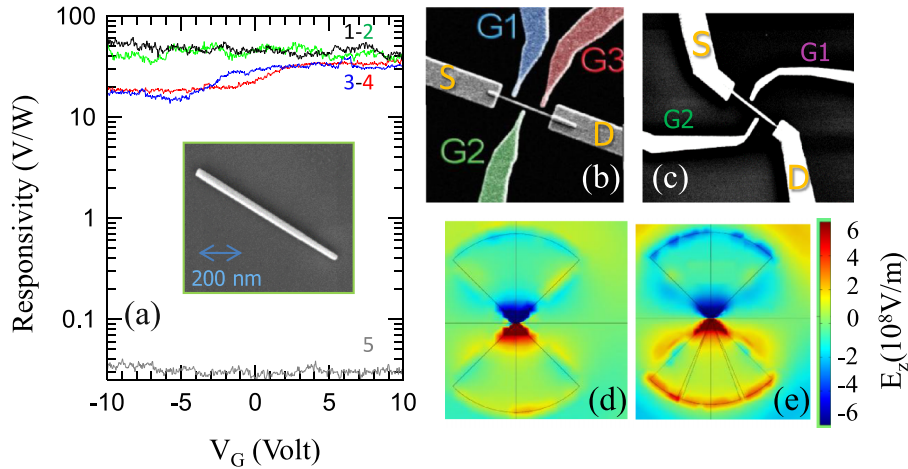 100
10
1
0.1
Responsivity (V/W)
1-2
3-4
5
200 nm
(a)
-10 -5 0 5 10
V_G (Volt)
G1
G3
S
G2
D
(b)
S
G1
G2
D
(c)
(d)
(e)
6
4
2
0
-2
-4
-6
E_z(10^8V/m)